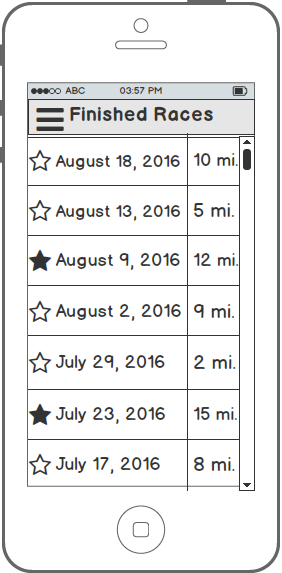 ABC 03:57 PM
Finished Races
August 18, 2016 10 mi.
August 13, 2016 5 mi.
August 9, 2016 12 mi.
August 2, 2016 9 mi.
July 29, 2016 2 mi.
July 23, 2016 15 mi.
July 17, 2016 8 mi.